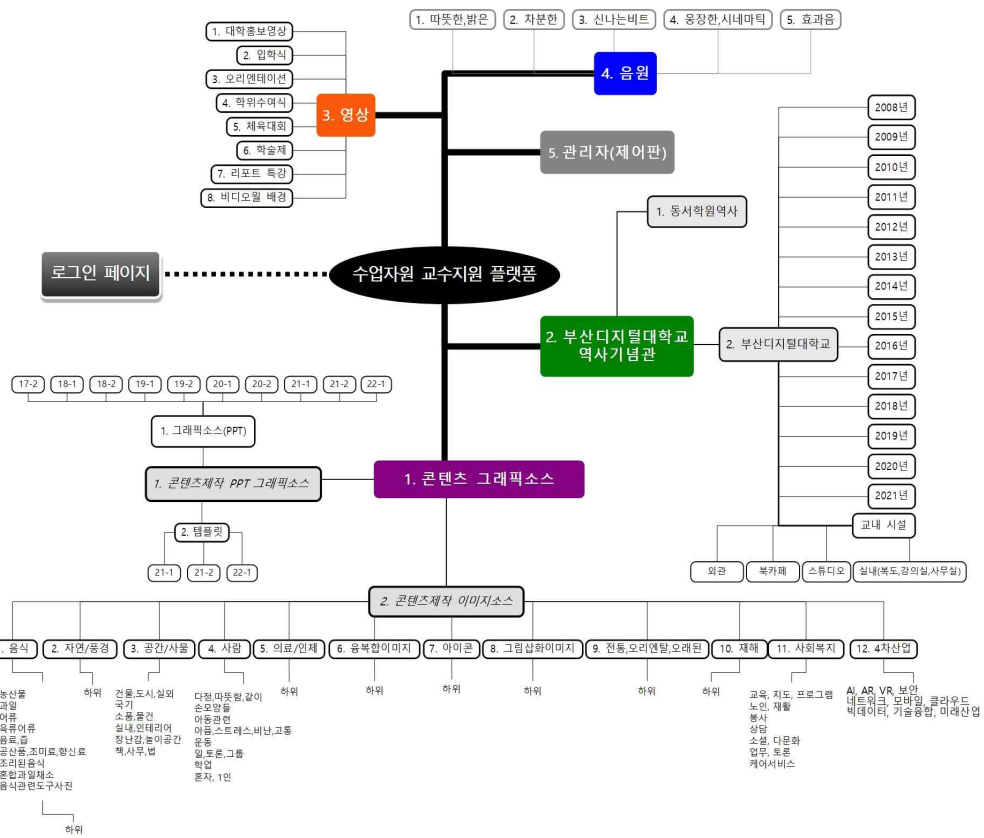 1. 따뜻한,밝은
2. 차분한
3. 신나는비트
4. 웅장한,시네마틱
5. 효과음
4. 음원
1. 대학홍보영상
2. 입학식
3. 오리엔테이션
4. 학위수여식
5. 체육대회
6. 학술제
7. 리포트 특강
8. 비디오월 배경
3. 영상
5. 관리자(제어판)
로그인 페이지
수업자원 교수지원 플랫폼
1. 동서학원역사
2. 부산디지털대학교
역사기념관
2. 부산디지털대학교
2008년
2009년
2010년
2011년
2012년
2013년
2014년
2015년
2016년
2017년
2018년
2019년
2020년
2021년
교내 시설
외관
북카페
스튜디오
실내(복도,강의실,사무실)
17-2
18-1
18-2
19-1
19-2
20-1
20-2
21-1
21-2
22-1
1. 그래픽소스(PPT)
1. 콘텐츠제작 PPT 그래픽소스
2. 템플릿
21-1
21-2
22-1
1. 콘텐츠 그래픽소스
2. 콘텐츠제작 이미지소스
. 음식
2. 자연/풍경
3. 공간/사물
4. 사람
5. 의료/인체
6. 융복합이미지
7. 아이콘
8. 그림삽화이미지
9. 전통,오리엔탈,오래된
10. 재해
11. 사회복지
12. 4차산업
농산물
과일
어류
육류어류
음료,즙
공산품,조미료,향신료
조리된음식
혼합과일채소
음식관련도구사진
하위
하위
건물,도시,실외
국기
소품,물건
실내,인테리어
장난감,놀이공간
책,사무,법
다정,따뜻함,같이
손모양들
아동관련
아픔,스트레스,비난,고통
운동
일,토론,그룹
학업
혼자, 1인
하위
하위
하위
하위
하위
하위
교육, 지도, 프로그램
노인, 재활
봉사
상담
소셜, 다문화
업무, 토론
케어서비스
AI, AR, VR, 보안
네트워크, 모바일, 클라우드
빅데이터, 기술융합, 미래산업